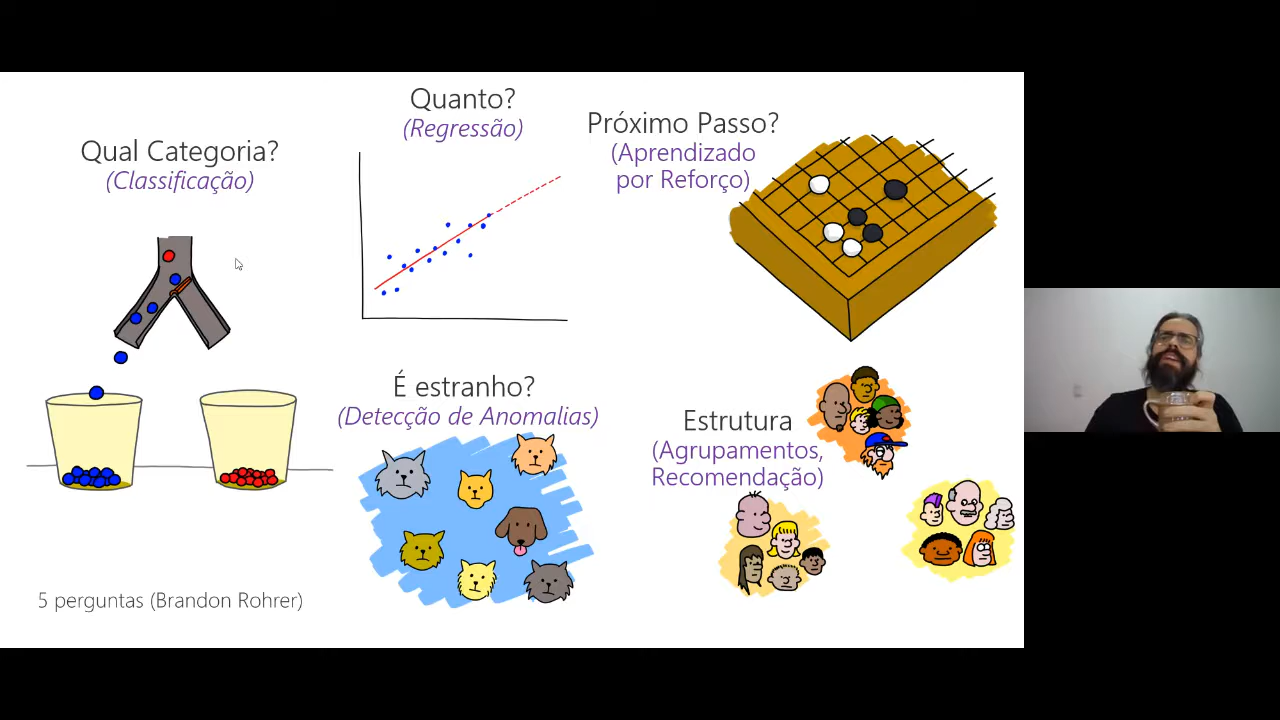 Qual Categoria?
(Classificação)
Quanto?
(Regressão)
Próximo Passo?
(Aprendizado
por Reforço)
É estranho?
(Detecção de Anomalias)
Estrutura
(Agrupamentos,
Recomendação)
5 perguntas (Brandon Rohrer)